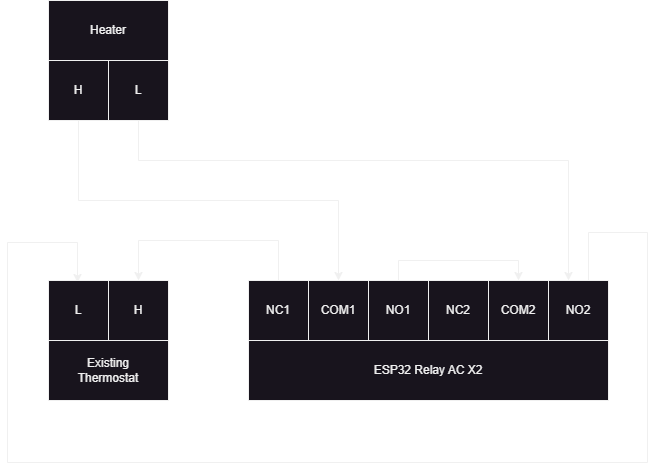 Heater
H
L
L
H
NC1
COM1
NO1
NC2
COM2
NO2
Existing
Thermostat
ESP32 Relay AC X2